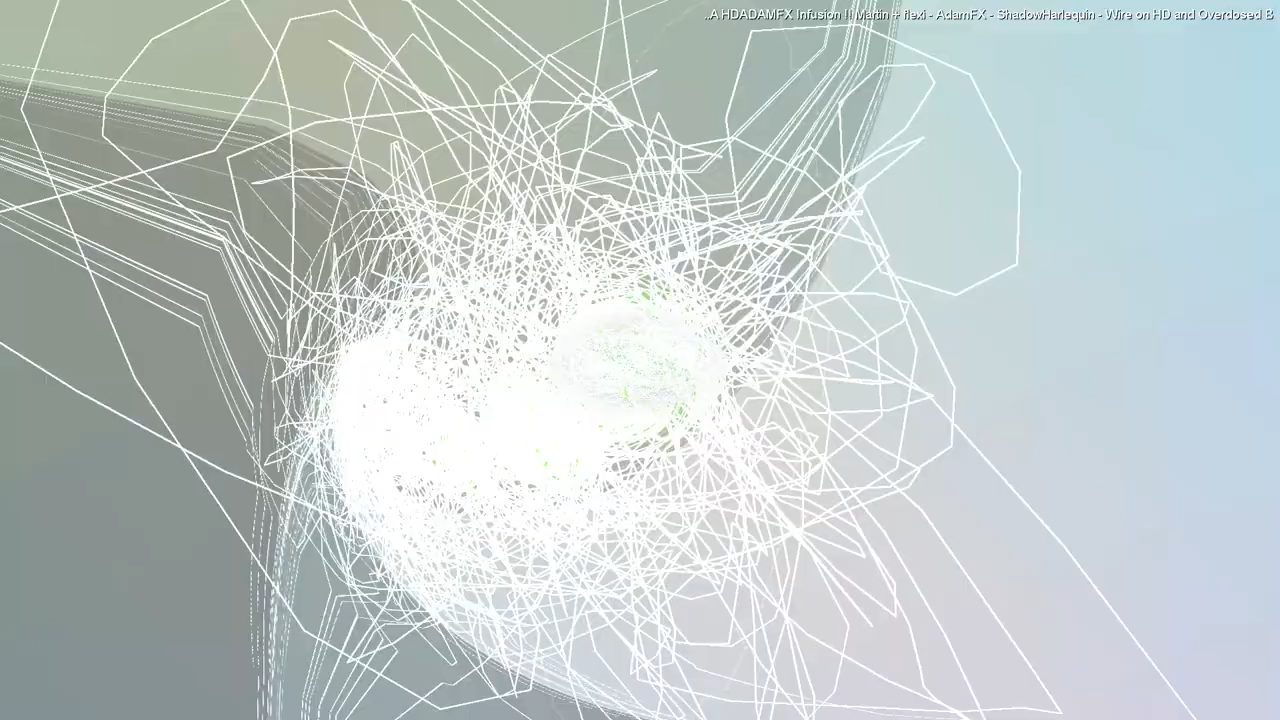 ..A HDADAMFX Infusion !! Martin + flexi - AdamFX - ShadowHarlequin - Wire on HD and Overdosed B